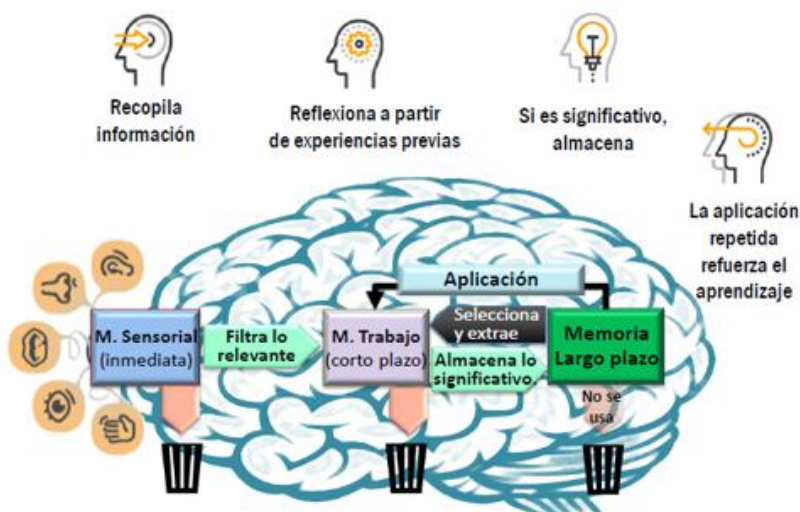 Recopila
información
Reflexiona a partir
de experiencias previas
Si es significativo,
almacena
La aplicación
repetida
refuerza el
aprendizaje
Aplicación
M. Sensorial
(inmediata)
Filtra lo
relevante
M. Trabajo
(corto plazo)
Selecciona
y extrae
Almacena lo
significativo.
Memoria
Largo plazo
No se
usa